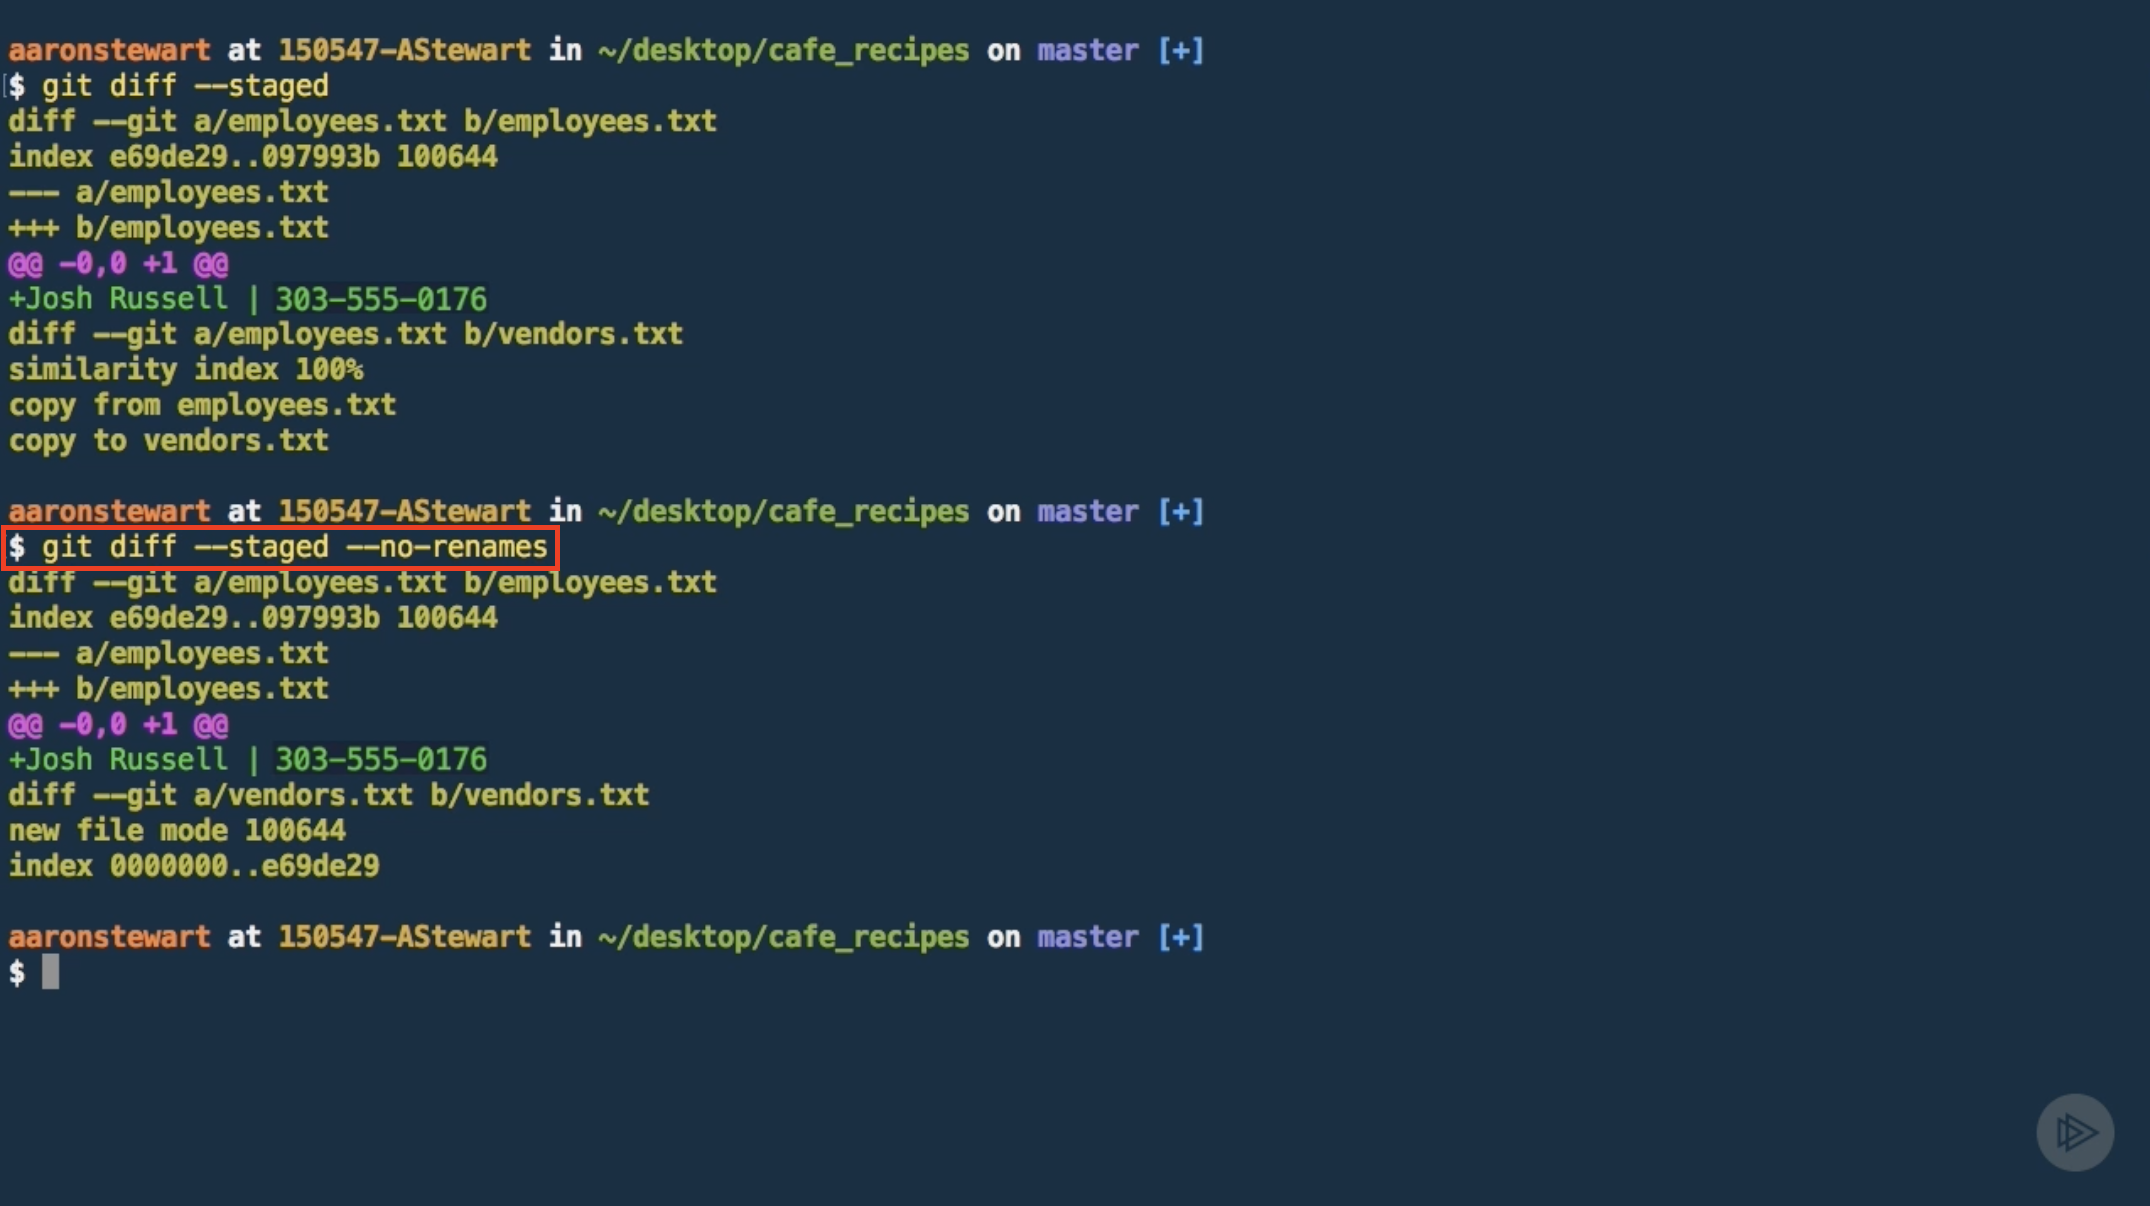 aaronstewart at 150547-AStewart in ~/desktop/cafe_recipes on master [+]
$ git diff --staged
diff --git a/employees.txt b/employees.txt
index e69de29..097993b 100644
--- a/employees.txt
+++ b/employees.txt
@@ -0,0 +1 @@
+Josh Russell | 303-555-0176
diff --git a/employees.txt b/vendors.txt
similarity index 100%
copy from employees.txt
copy to vendors.txt
aaronstewart at 150547-AStewart in ~/desktop/cafe_recipes on master [+]
$ git diff --staged --no-renames
diff --git a/employees.txt b/employees.txt
index e69de29..097993b 100644
--- a/employees.txt
+++ b/employees.txt
@@ -0,0 +1 @@
+Josh Russell | 303-555-0176
diff --git a/vendors.txt b/vendors.txt
new file mode 100644
index 0000000..e69de29
aaronstewart at 150547-AStewart in ~/desktop/cafe_recipes on master [+]
$